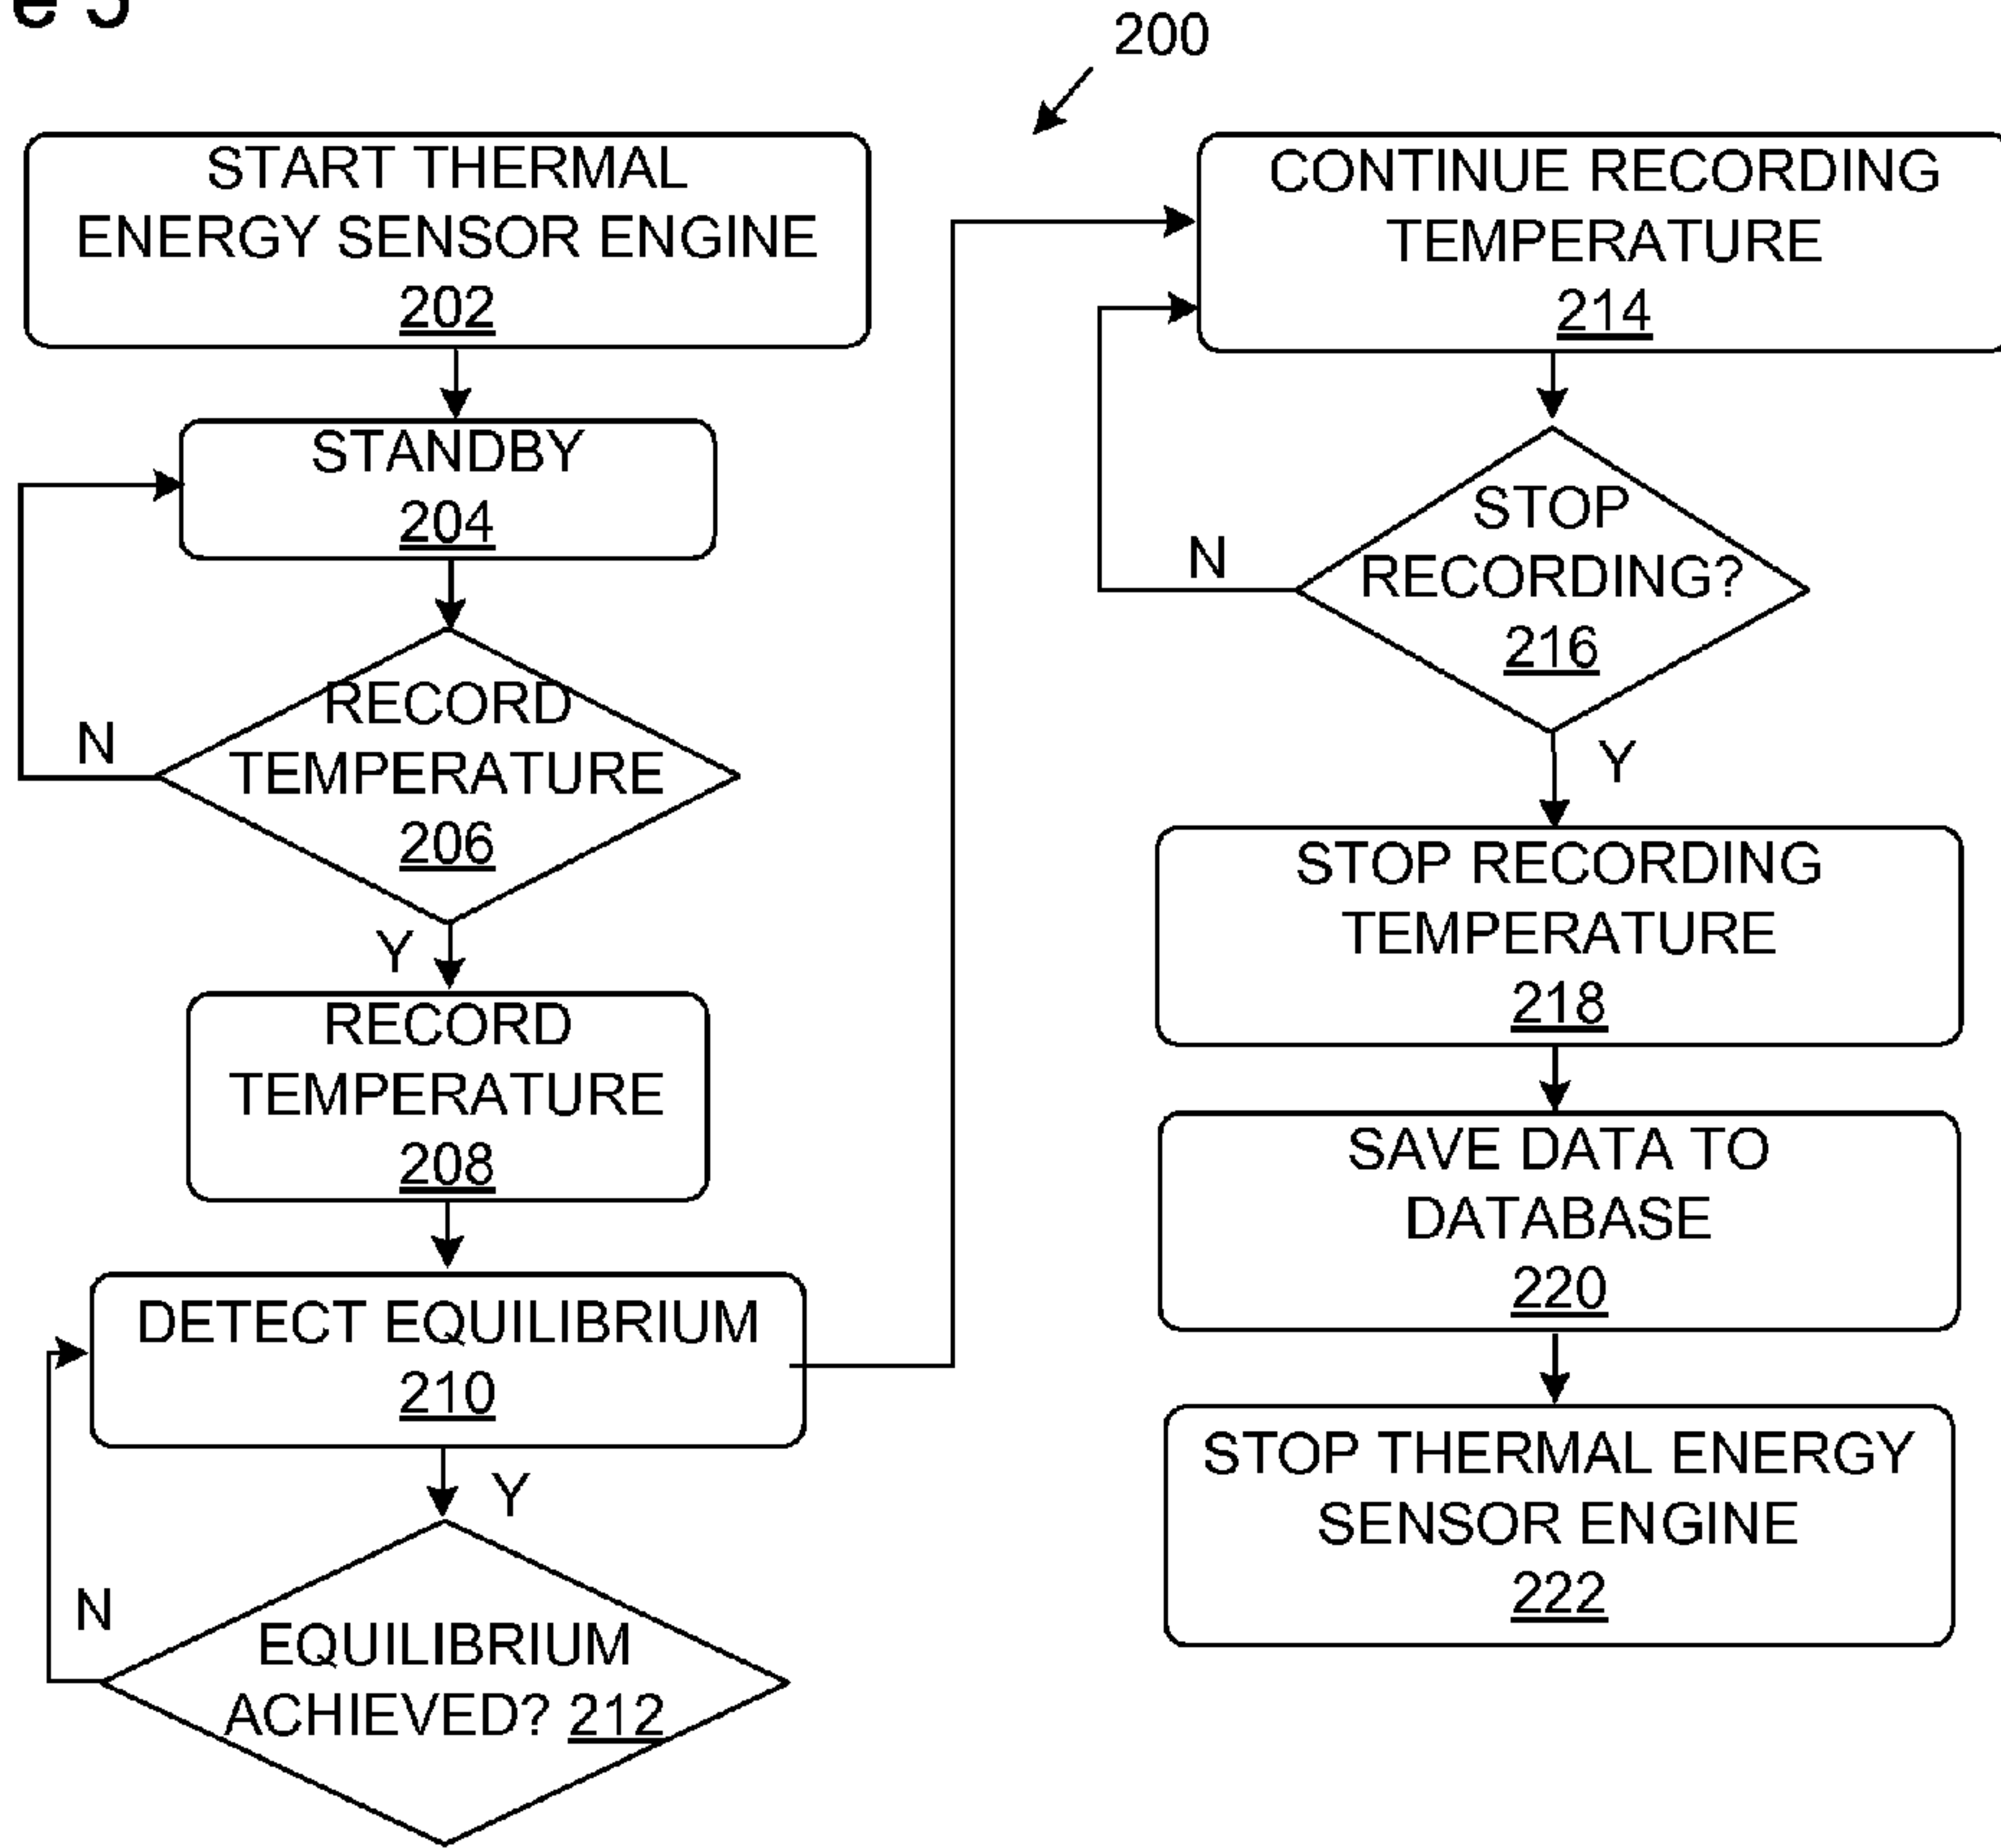 200
START THERMAL
ENERGY SENSOR ENGINE
202
STANDBY
204
N
RECORD
TEMPERATURE
206
Y
RECORD
TEMPERATURE
208
DETECT EQUILIBRIUM
210
Y
N
EQUILIBRIUM
ACHIEVED? 212
CONTINUE RECORDING
TEMPERATURE
214
STOP
RECORDING?
216
N
Y
STOP RECORDING
TEMPERATURE
218
SAVE DATA TO
DATABASE
220
STOP THERMAL ENERGY
SENSOR ENGINE
222